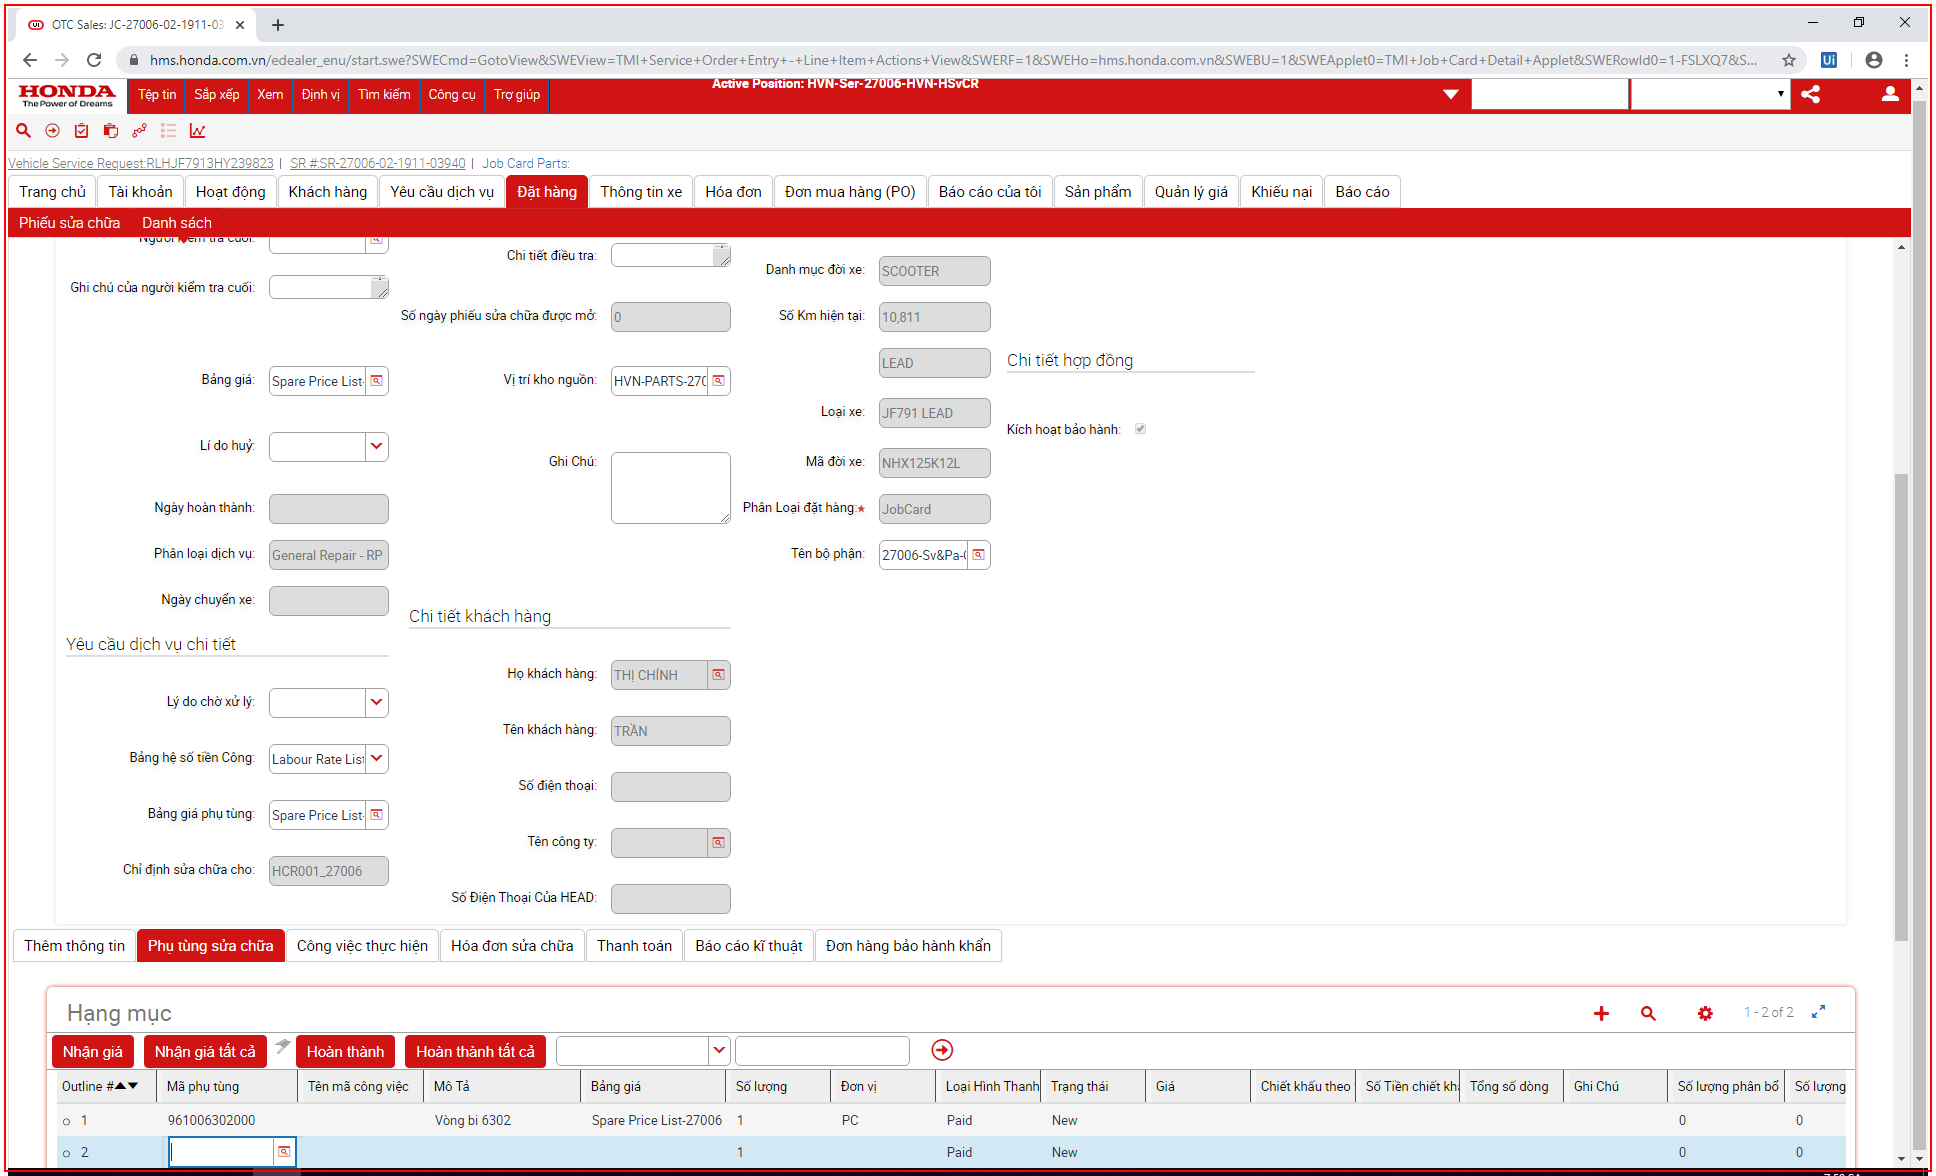 OTC Sales: JC-27006-02-1911-03
hms.honda.com.vn/edealer_enu/start.swe?SWECmd=GotoView&SWEView=TMI+Service+Order+Entry+-+Line+Item+Actions+View&SWERF=1&SWEHo=hms.honda.com.vn&SWEBU=1&SWEApplet0=TMI+Job+Card+Detail+Applet&SWERowId0=1-FSLXQ7&S...
HONDA
The Power of Dreams
Tệp tin Sắp xếp Xem Định vị Tìm kiếm Công cụ Trợ giúp
Active Position: HVN-Ser-27006-HVN-HSvCR
Vehicle Service Request:RLHJF7913HY239823 | SR #:SR-27006-02-1911-03940 | Job Card Parts:
Trang chủ Tài khoản Hoạt động Khách hàng Yêu cầu dịch vụ Đặt hàng Thông tin xe Hóa đơn Đơn mua hàng (PO) Báo cáo của tôi Sản phẩm Quản lý giá Khiếu nại Báo cáo
Phiếu sửa chữa Danh sách
Người kiểm tra cuối:
Chi tiết điều tra:
Danh mục đời xe: SCOOTER
Ghi chú của người kiểm tra cuối:
Số ngày phiếu sửa chữa được mở: 0
Số Km hiện tại: 10,811
LEAD
Chi tiết hợp đồng
Bảng giá: Spare Price List-
Vị trí kho nguồn: HVN-PARTS-270
Loại xe: JF791 LEAD
Kích hoạt bảo hành:
Lí do huỷ:
Ghi Chú:
Mã đời xe: NHX125K12L
Ngày hoàn thành:
Phân Loại đặt hàng:* JobCard
Phân loại dịch vụ: General Repair - RP
Tên bộ phận: 27006-Sv&Pa-0
Ngày chuyển xe:
Chi tiết khách hàng
Yêu cầu dịch vụ chi tiết
Họ khách hàng: THỊ CHÍNH
Lý do chờ xử lý:
Tên khách hàng: TRẦN
Bảng hệ số tiền Công: Labour Rate List
Số điện thoại:
Bảng giá phụ tùng: Spare Price List-
Tên công ty:
Chỉ định sửa chữa cho: HCR001_27006
Số Điện Thoại Của HEAD:
Thêm thông tin Phụ tùng sửa chữa Công việc thực hiện Hóa đơn sửa chữa Thanh toán Báo cáo kĩ thuật Đơn hàng bảo hành khẩn
Hạng mục
1 - 2 of 2
Nhận giá Nhận giá tất cả Hoàn thành Hoàn thành tất cả
Outline # Mã phụ tùng Tên mã công việc Mô Tả Bảng giá Số lượng Đơn vị Loại Hình Thanh Trạng thái Giá Chiết khấu theo Số Tiền chiết khấ Tổng số dòng Ghi Chú Số lượng phân bổ Số lượng
1 961006302000 Vòng bi 6302 Spare Price List-27006 1 PC Paid New 0 0
2 1 Paid New 0 0